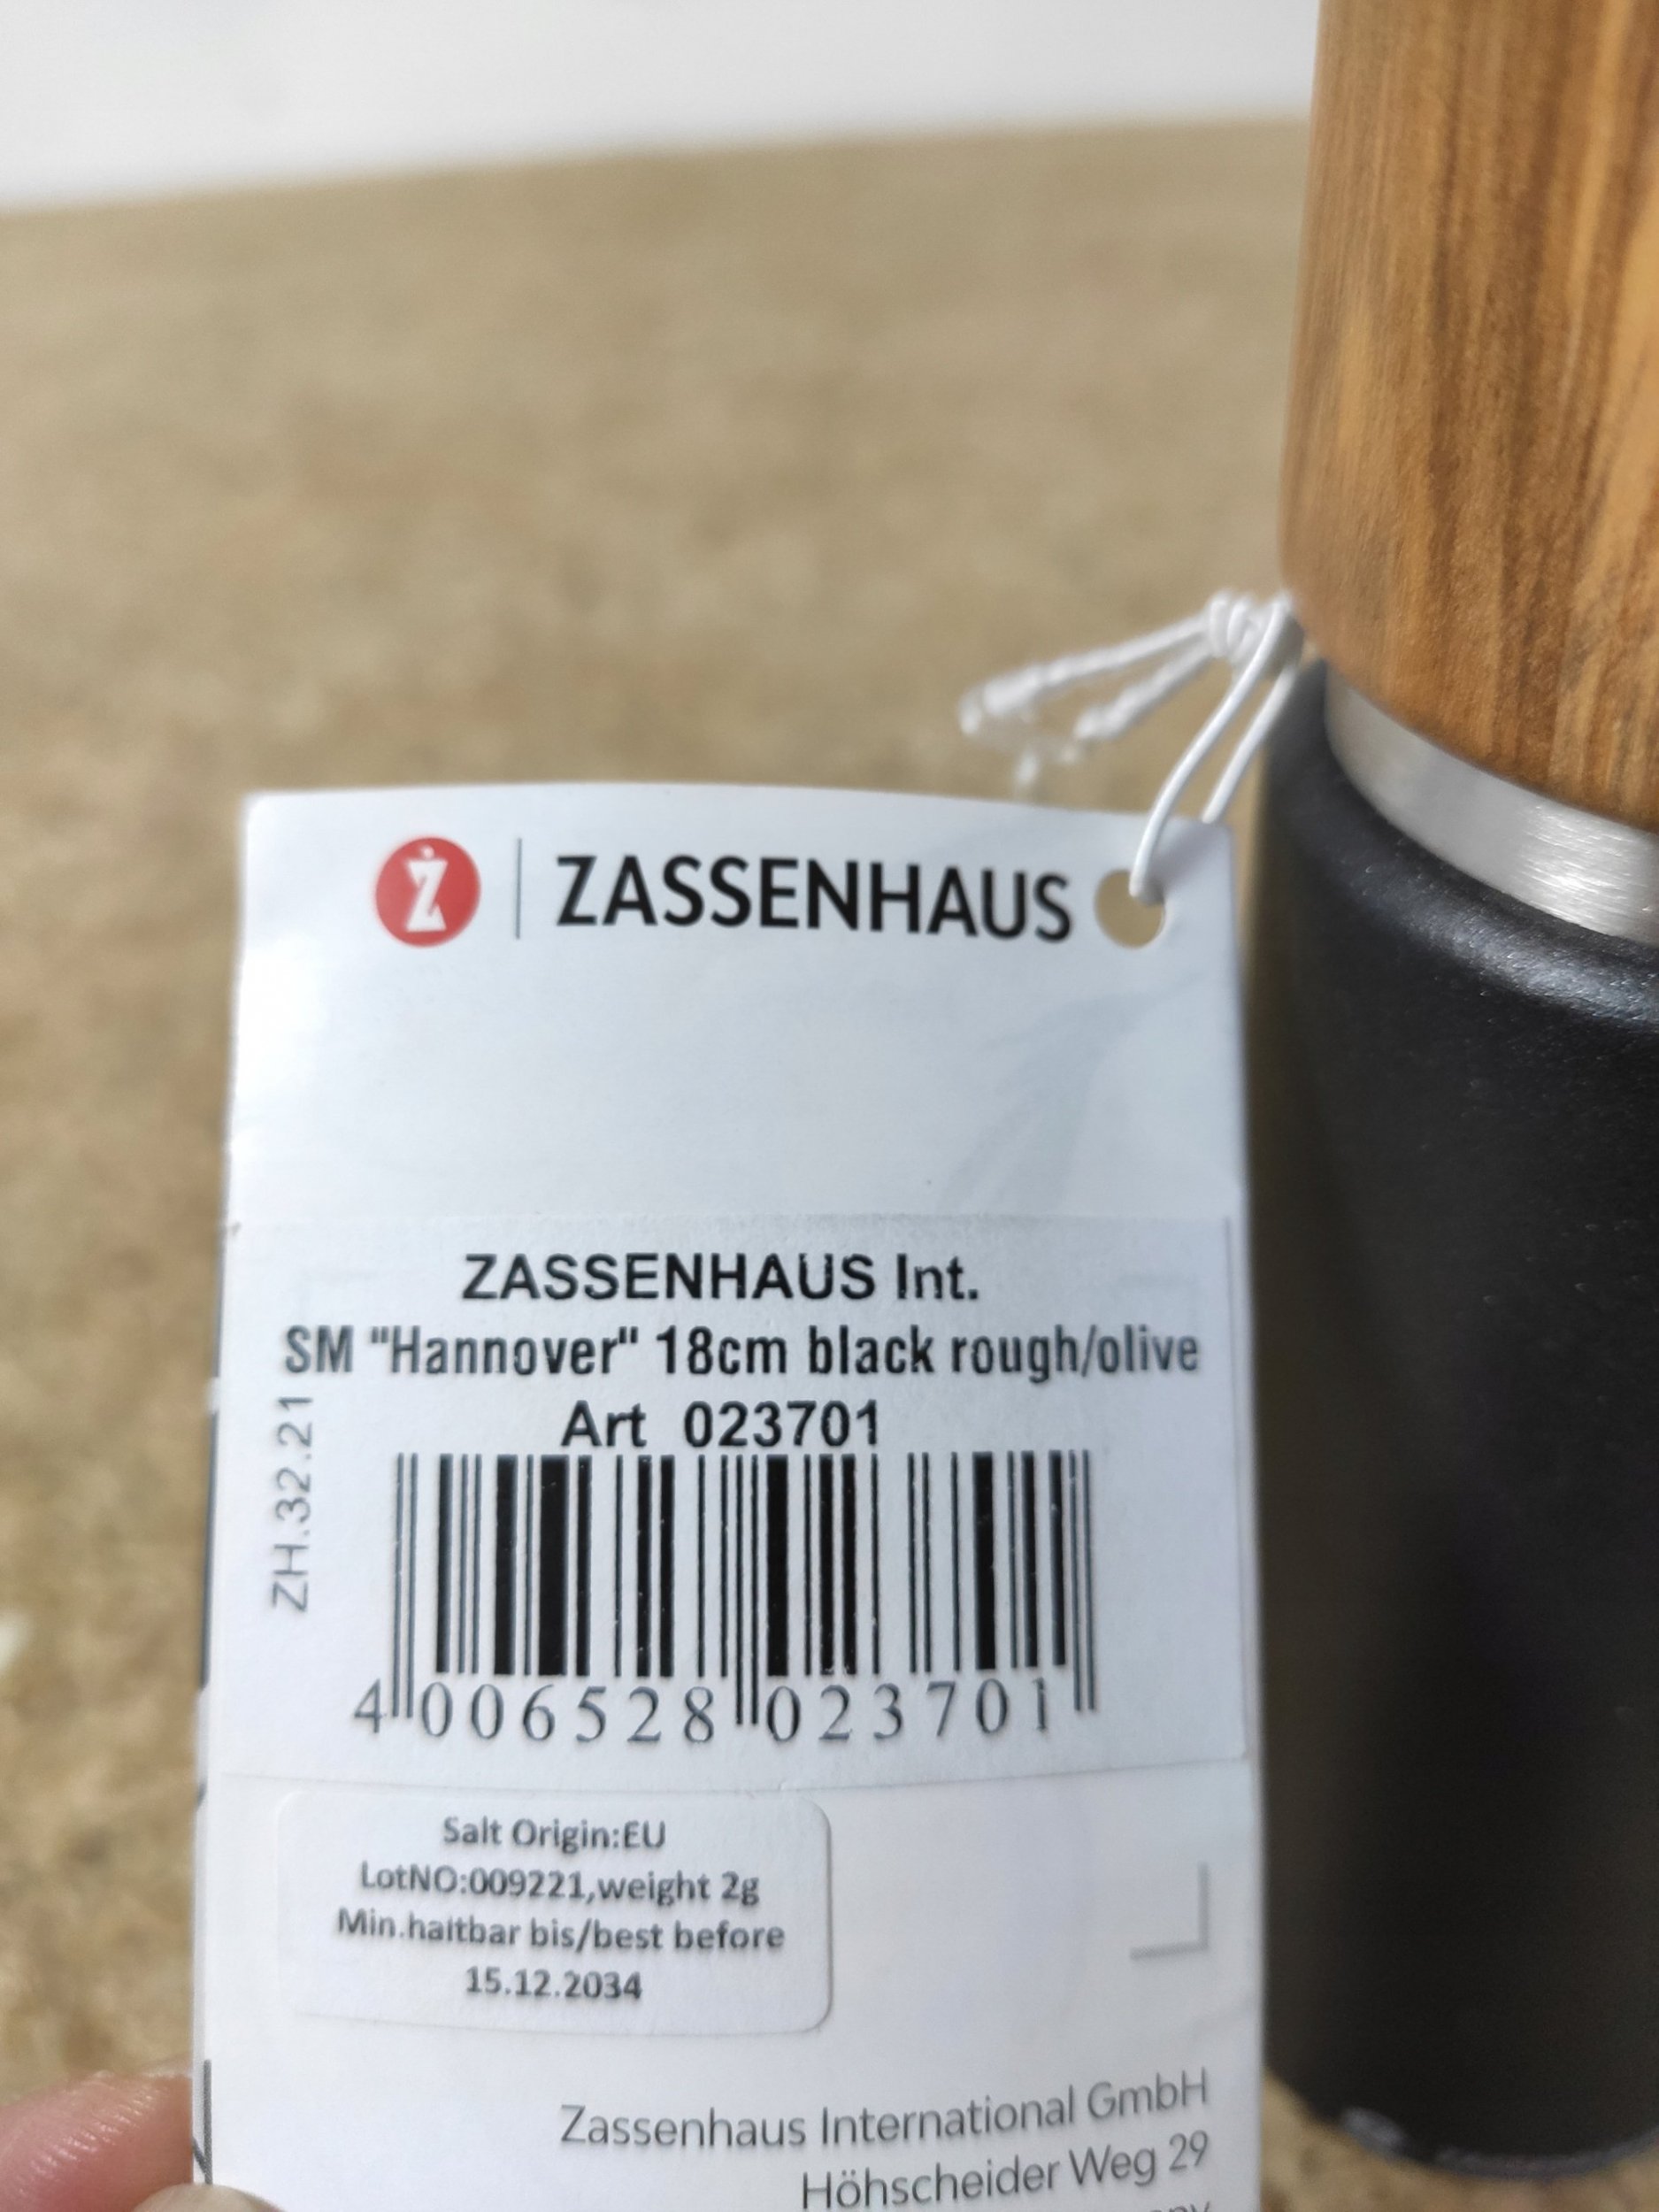 Z | ZASSENHAUS
ZASSENHAUS Int.
SM "Hannover" 18cm black rough/olive
Art 023701
ZH.32.21
4 006528 023701
Salt Origin:EU
LotNO:009221,weight 2g
Min.haltbar bis/best before
15.12.2034
Zassenhaus International GmbH
Höhscheider Weg 29